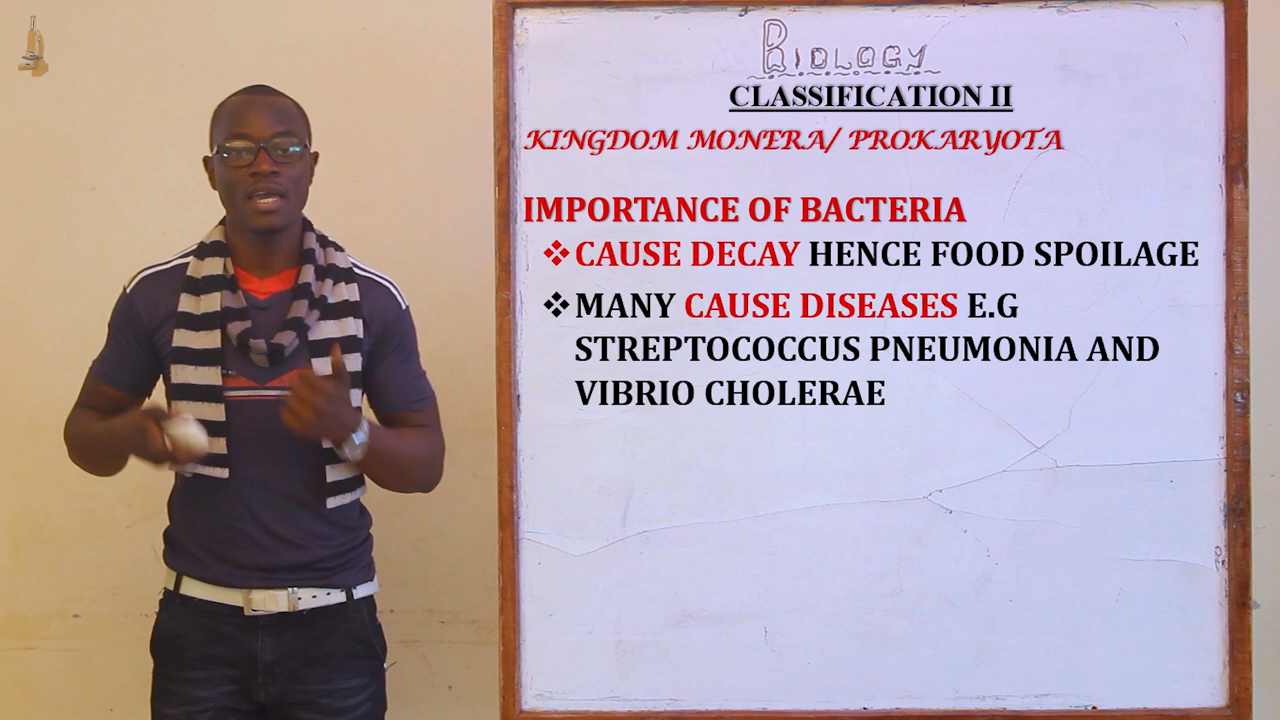 BIOLOGY
CLASSIFICATION II
KINGDOM MONERA/ PROKARYOTA
IMPORTANCE OF BACTERIA
❖CAUSE DECAY HENCE FOOD SPOILAGE
❖MANY CAUSE DISEASES E.G
STREPTOCOCCUS PNEUMONIA AND
VIBRIO CHOLERAE